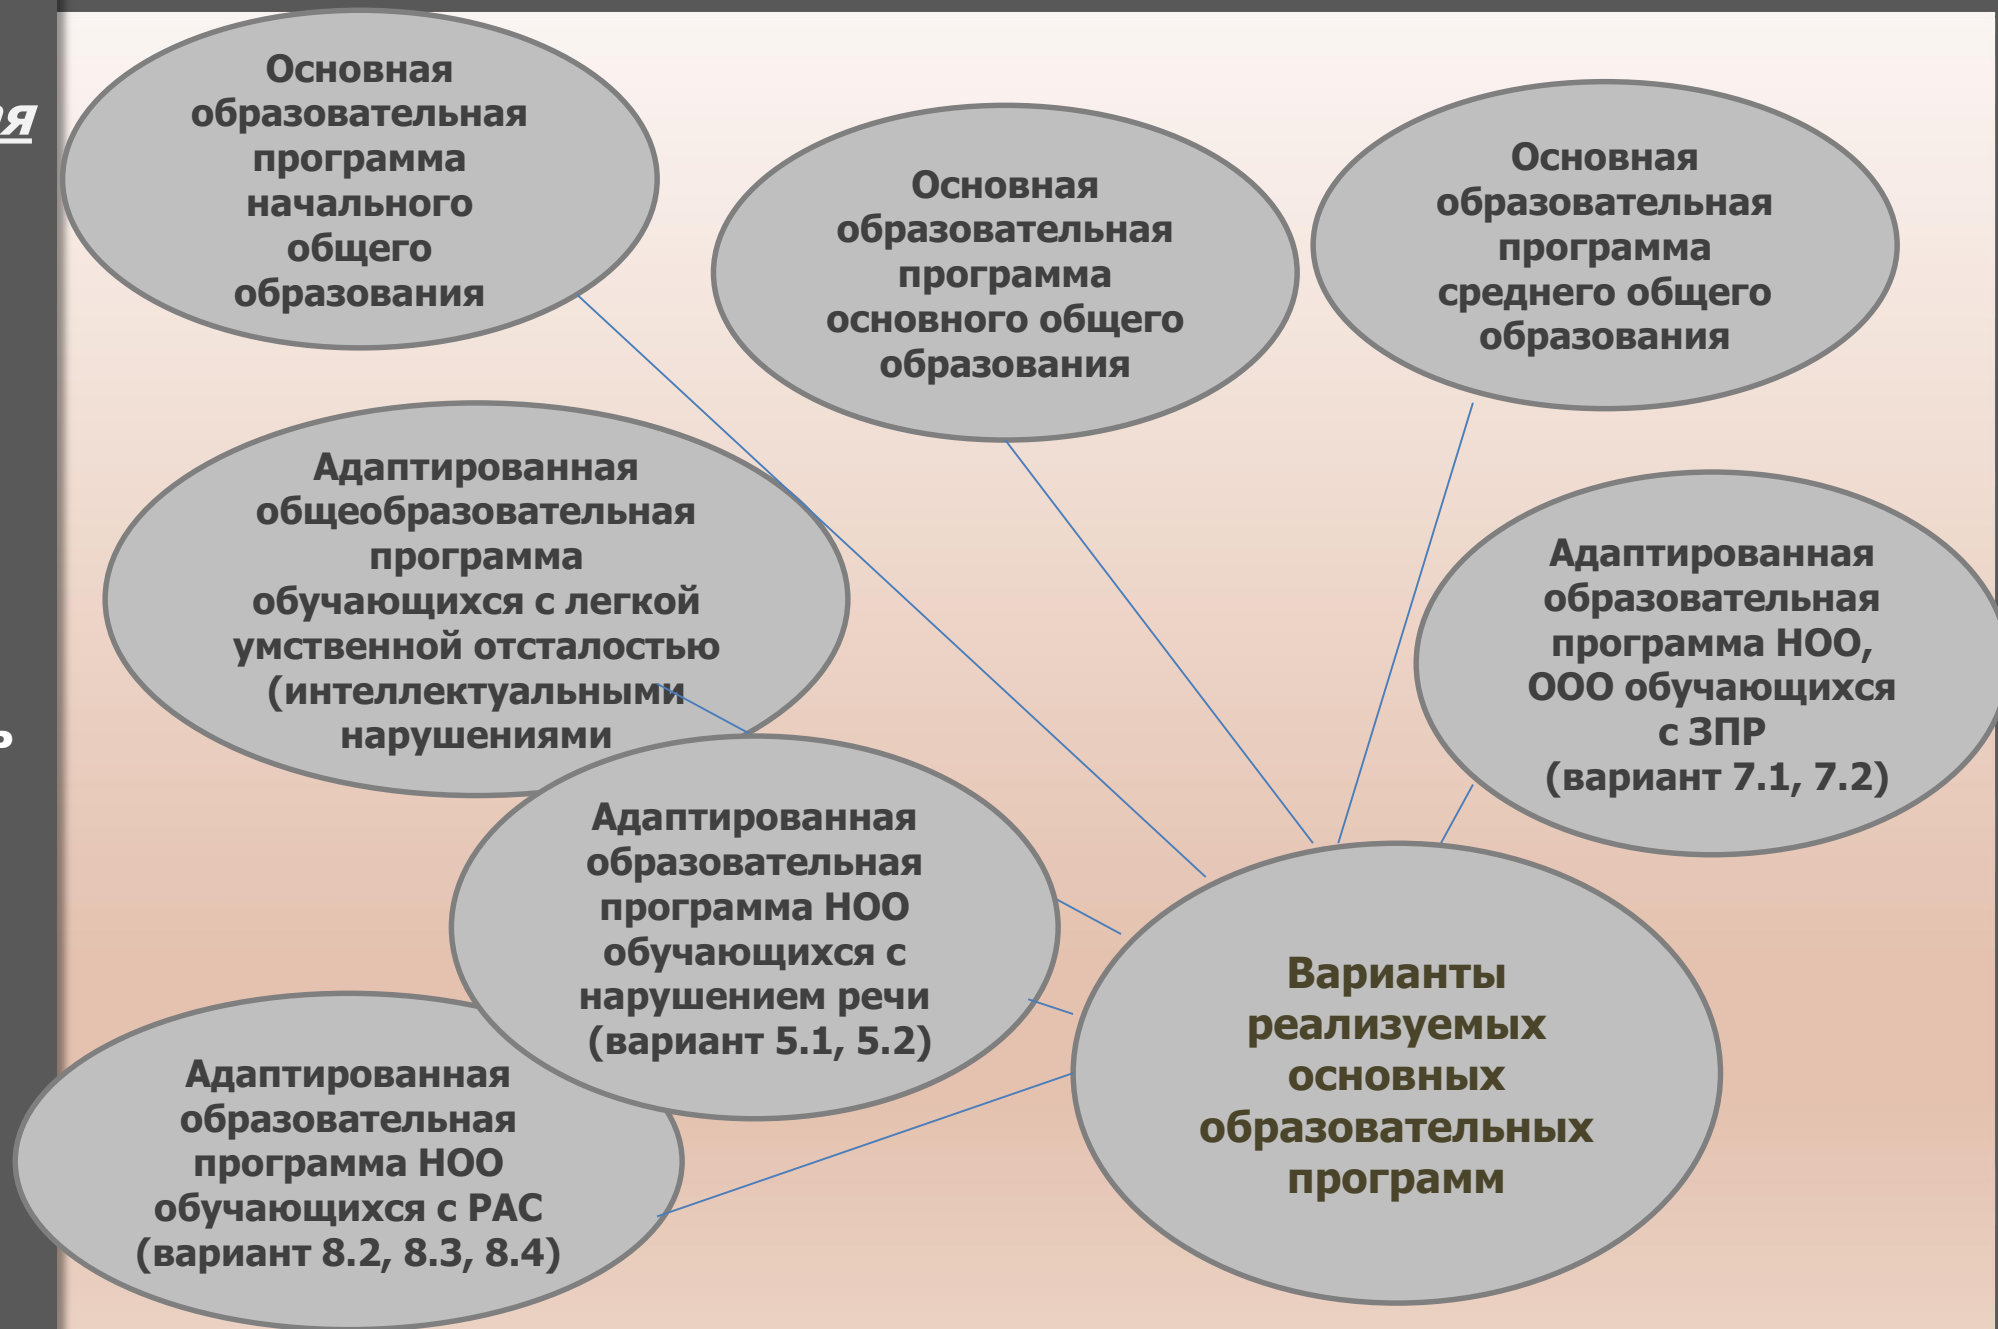 Основная
образовательная
программа
начального
общего
образования
Основная
образовательная
программа
основного общего
образования
Основная
образовательная
программа
среднего общего
образования
Адаптированная
общеобразовательная
программа
обучающихся с легкой
умственной отсталостью
(интеллектуальными
нарушениями
Адаптированная
образовательная
программа НОО,
ООО обучающихся
с ЗПР
(вариант 7.1, 7.2)
Адаптированная
образовательная
программа НОО
обучающихся с
нарушением речи
(вариант 5.1, 5.2)
Варианты
реализуемых
основных
образовательных
программ
Адаптированная
образовательная
программа НОО
обучающихся с РАС
(вариант 8.2, 8.3, 8.4)